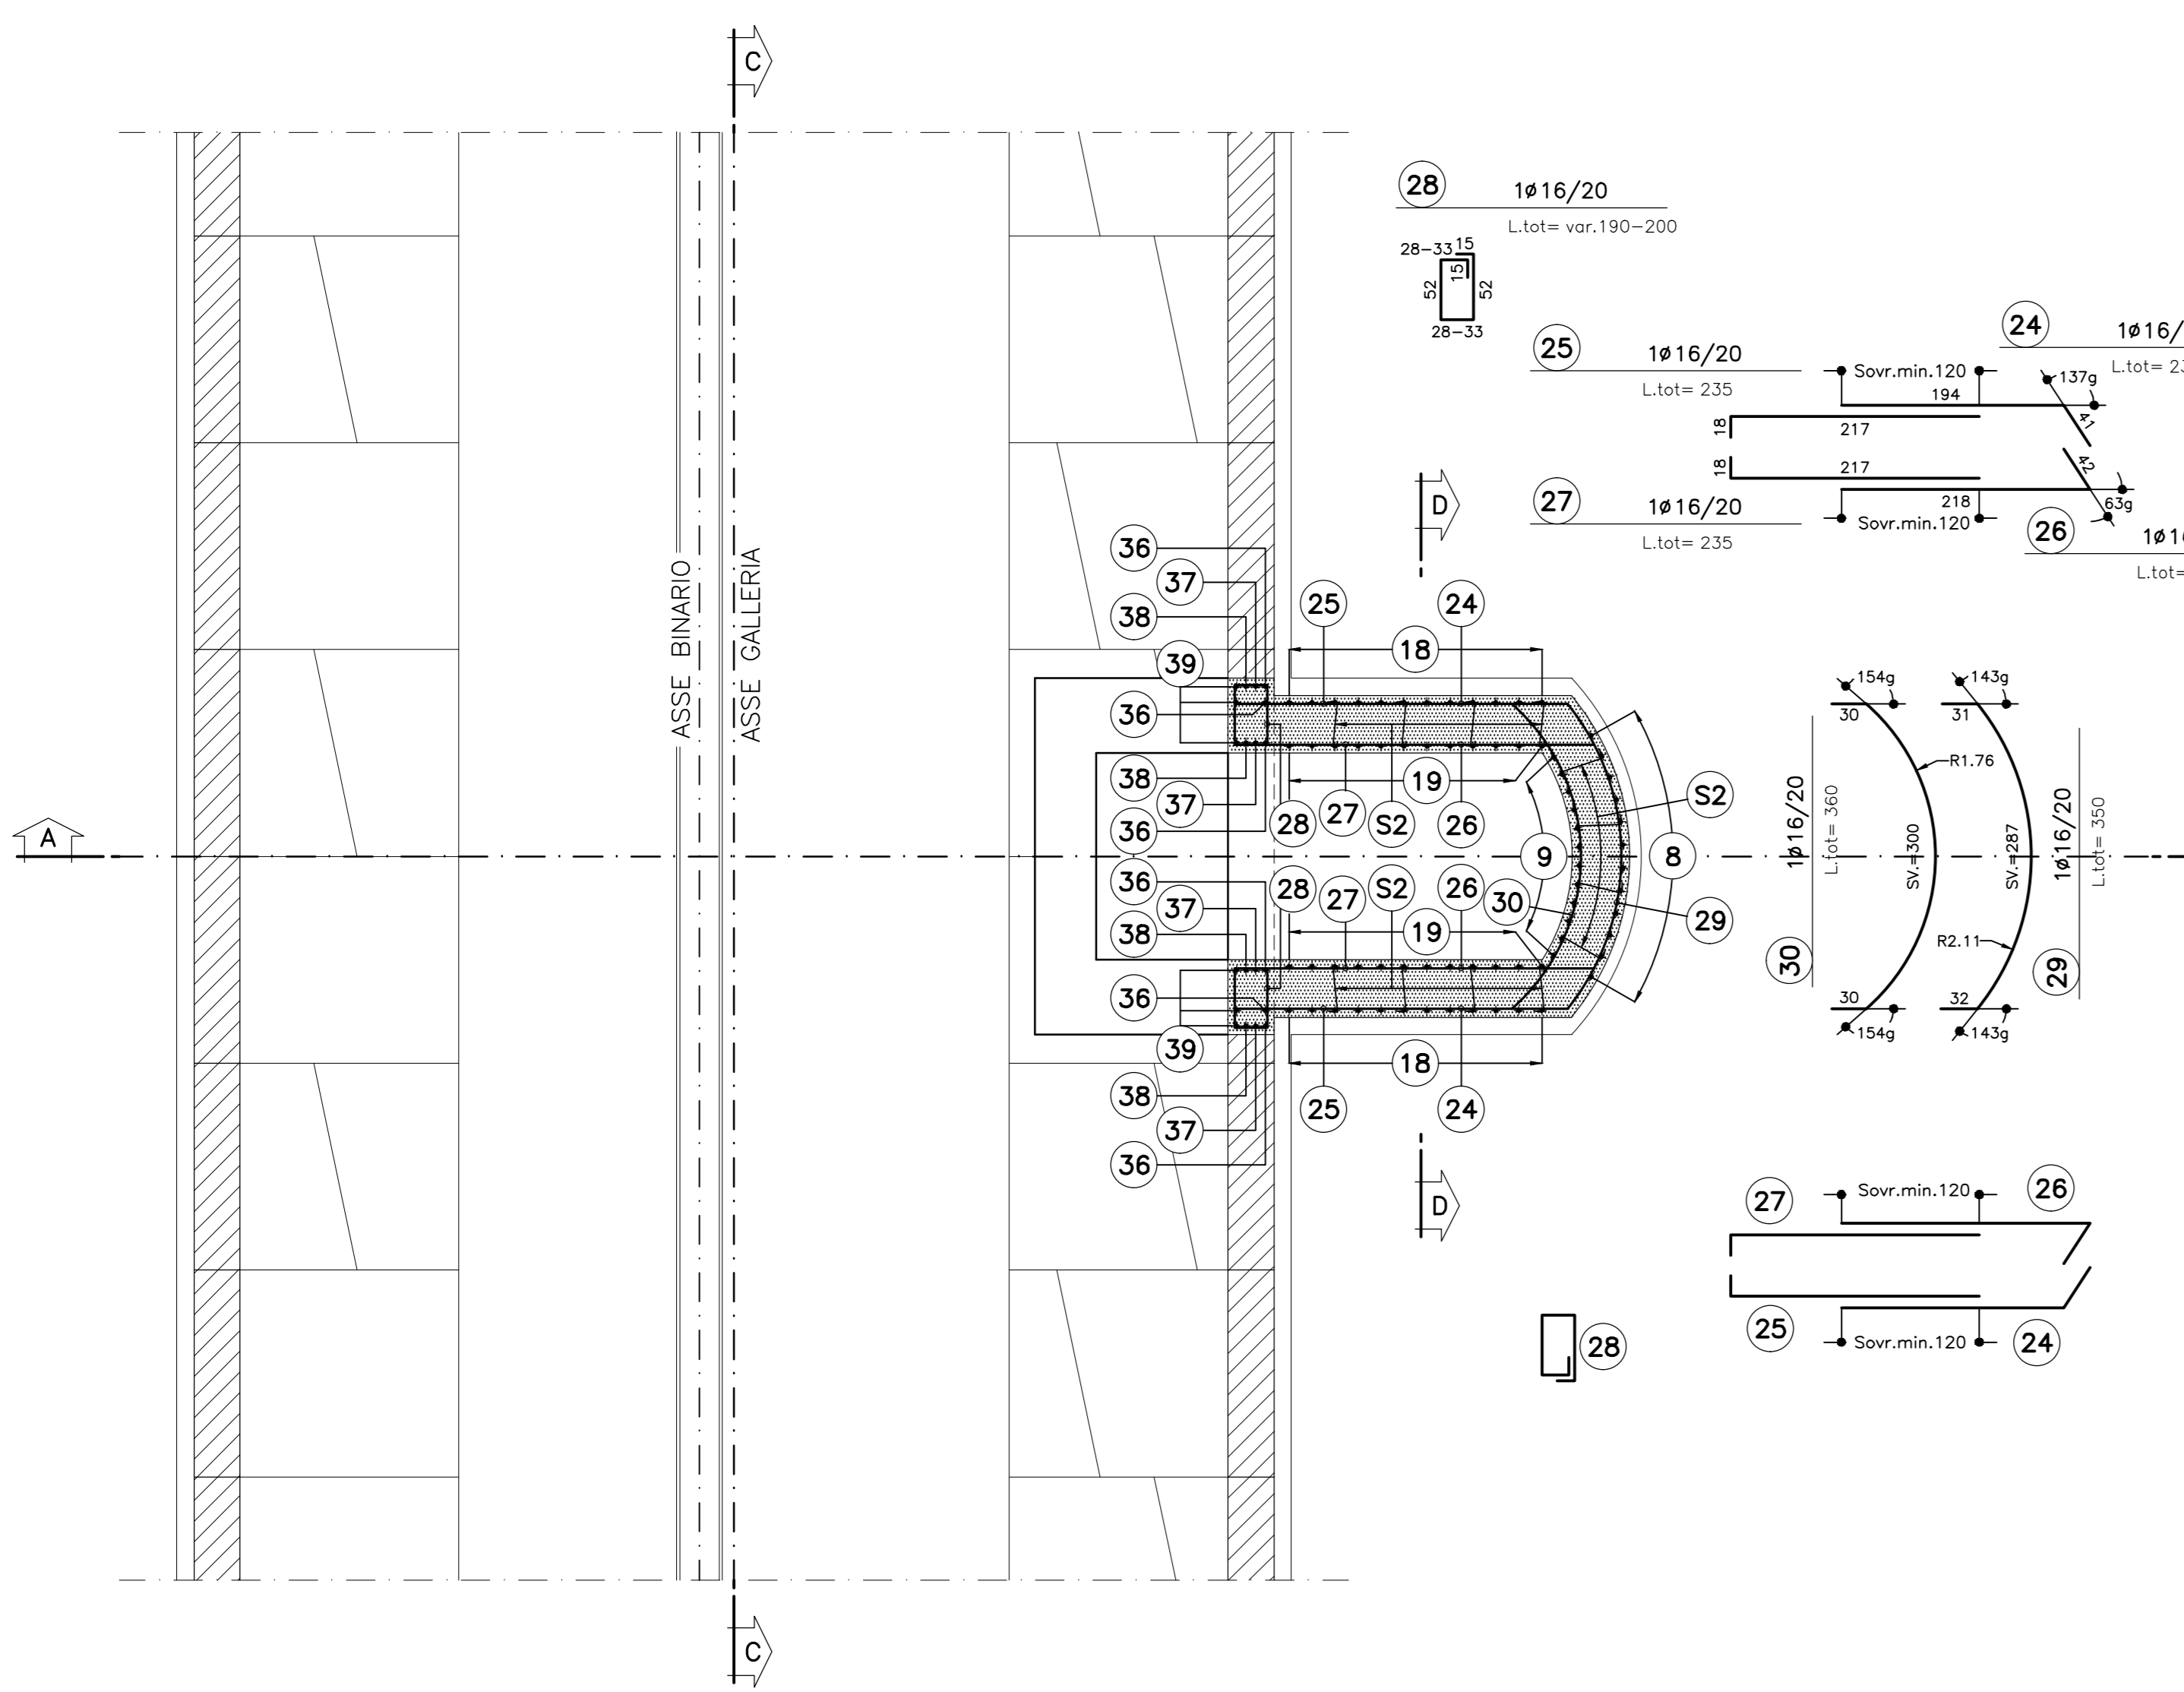 C
28
1ø16/20
L.tot= var.190-200
28-33
15
15
52
52
28-33
25
1ø16/20
L.tot= 235
Sovr.min.120
194
24
1ø16/
137g
41
18
217
18
217
42
27
1ø16/20
L.tot= 235
218
Sovr.min.120
63g
26
L.tot=
D
ASSE BINARIO
ASSE GALLERIA
36
37
38
39
36
38
37
36
36
37
38
36
39
38
37
36
25
24
18
19
28
27
S2
26
S2
9
8
28
27
S2
26
30
29
19
18
25
24
A
154g
30
R1.76
143g
31
1ø16/20
L.tot= 360
SV.=300
SV.=287
1ø16/20
L.tot= 350
30
R2.11
29
30
154g
32
143g
D
27
Sovr.min.120
26
25
Sovr.min.120
24
28
C